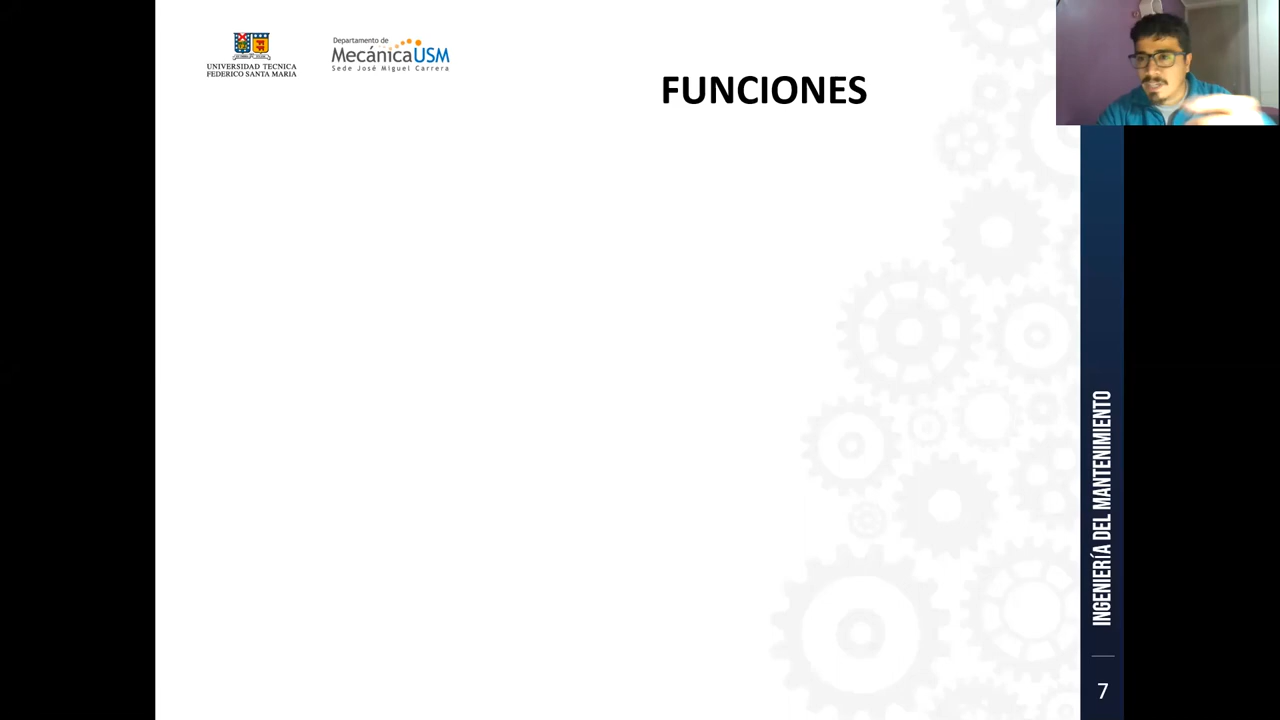 UNIVERSIDAD TECNICA
FEDERICO SANTA MARIA
Departamento de
MecánicaUSM
Sede José Miguel Carrera
FUNCIONES
INGENIERÍA DEL MANTENIMIENTO
7